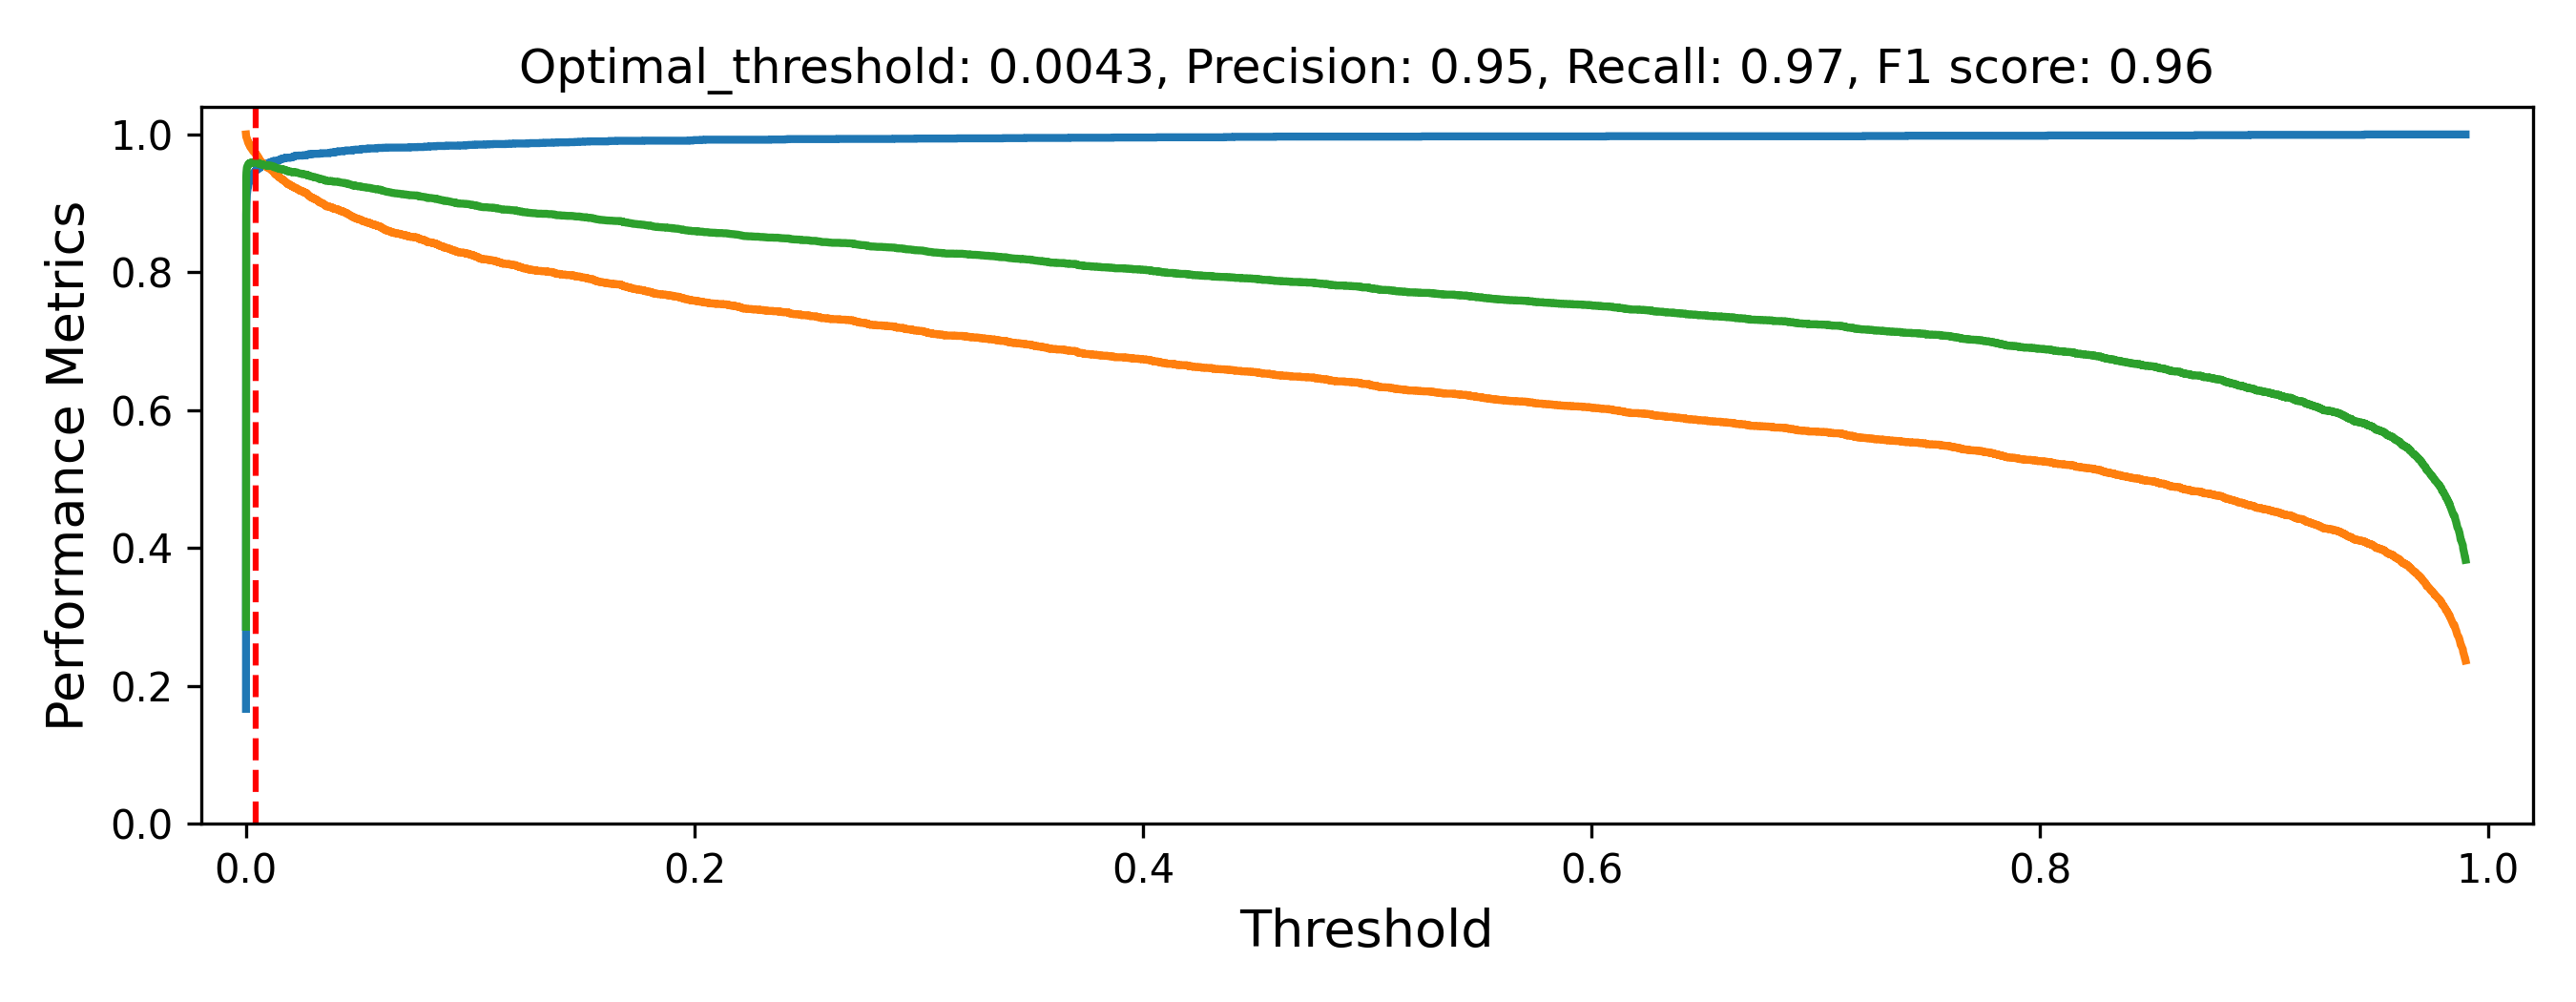 Optimal_threshold: 0.0043, Precision: 0.95, Recall: 0.97, F1 score: 0.96
Performance Metrics
1.0
0.8
0.6
0.4
0.2
0.0
0.0 0.2 0.4 0.6 0.8 1.0
Threshold